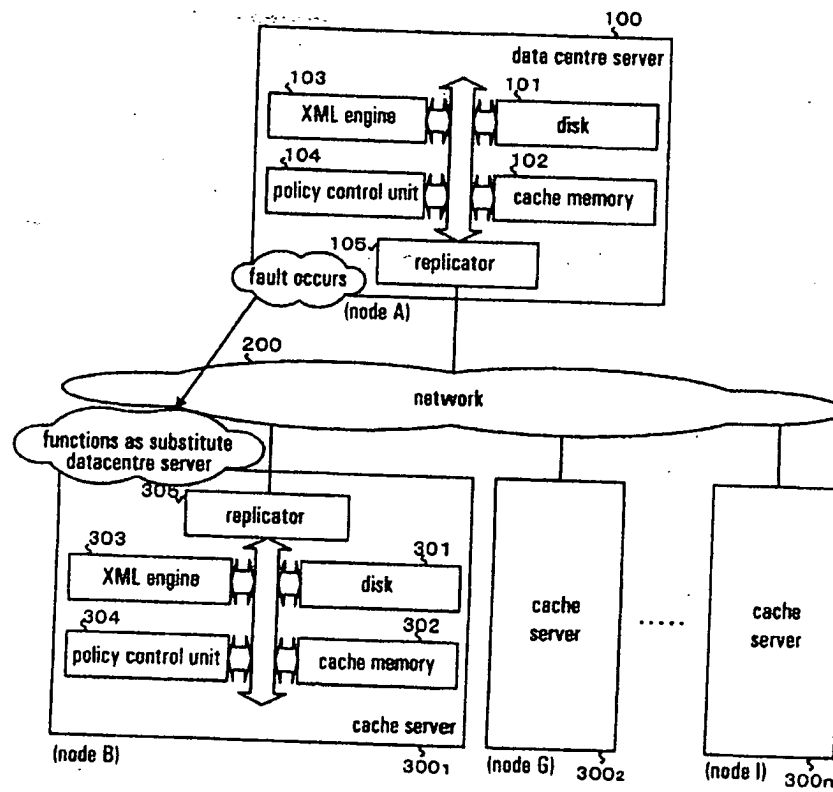 100
data centre server
103
XML engine
101
disk
104
policy control unit
102
cache memory
105
replicator
fault occurs
(node A)
200
network
functions as substitute
datacentre server
305
replicator
303
XML engine
301
disk
304
policy control unit
302
cache memory
cache server
(node B)
300₁
cache
server
(node G)
300₂
.....
cache
server
(node I)
300n